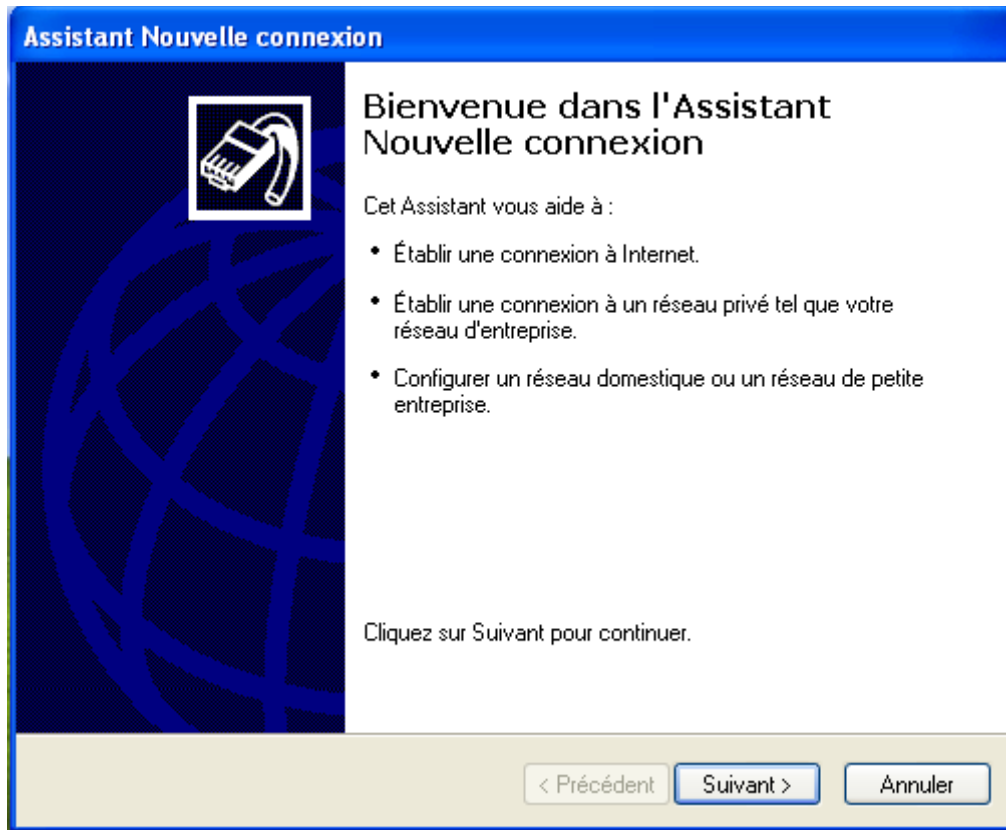 Assistant Nouvelle connexion
Bienvenue dans l'Assistant
Nouvelle connexion
Cet Assistant vous aide à :
• Établir une connexion à Internet.
• Établir une connexion à un réseau privé tel que votre
réseau d'entreprise.
• Configurer un réseau domestique ou un réseau de petite
entreprise.
Cliquez sur Suivant pour continuer.
< Précédent Suivant > Annuler